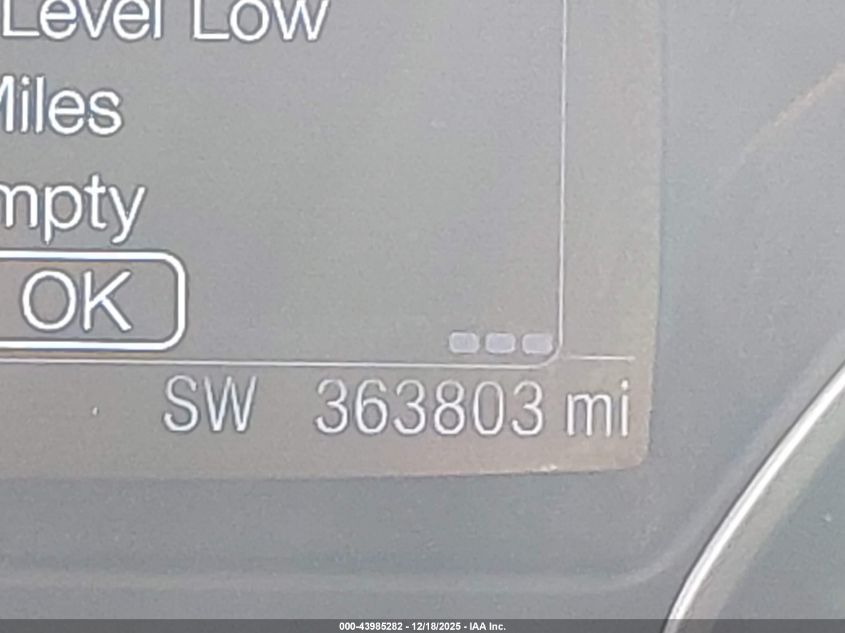 Level Low
Miles
mpty
OK
SW 363803 mi
000-43985282 - 12/18/2025 - IAA Inc.